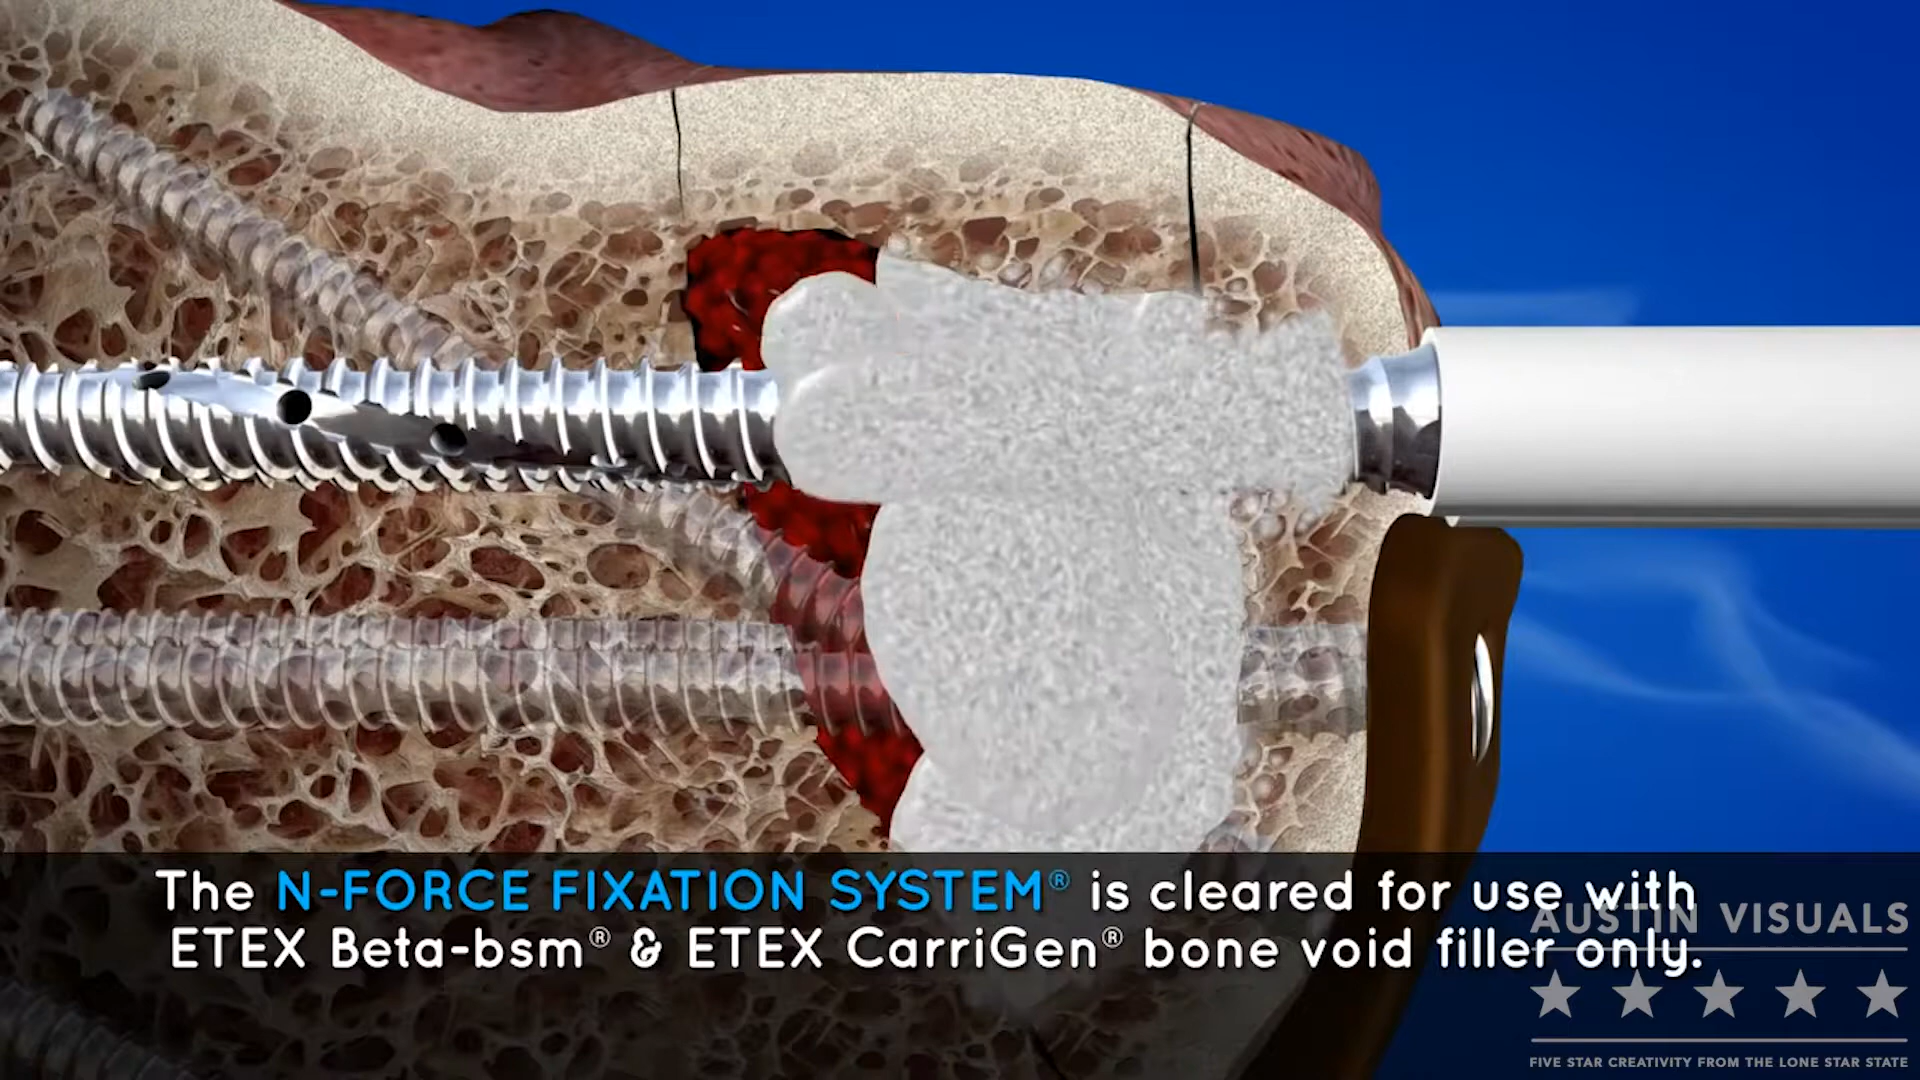 The N-FORCE FIXATION SYSTEM® is cleared for use with
ETEX Beta-bsm® & ETEX CarriGen® bone void filler only.
AUSTIN VISUALS
FIVE STAR CREATIVITY FROM THE LONE STAR STATE